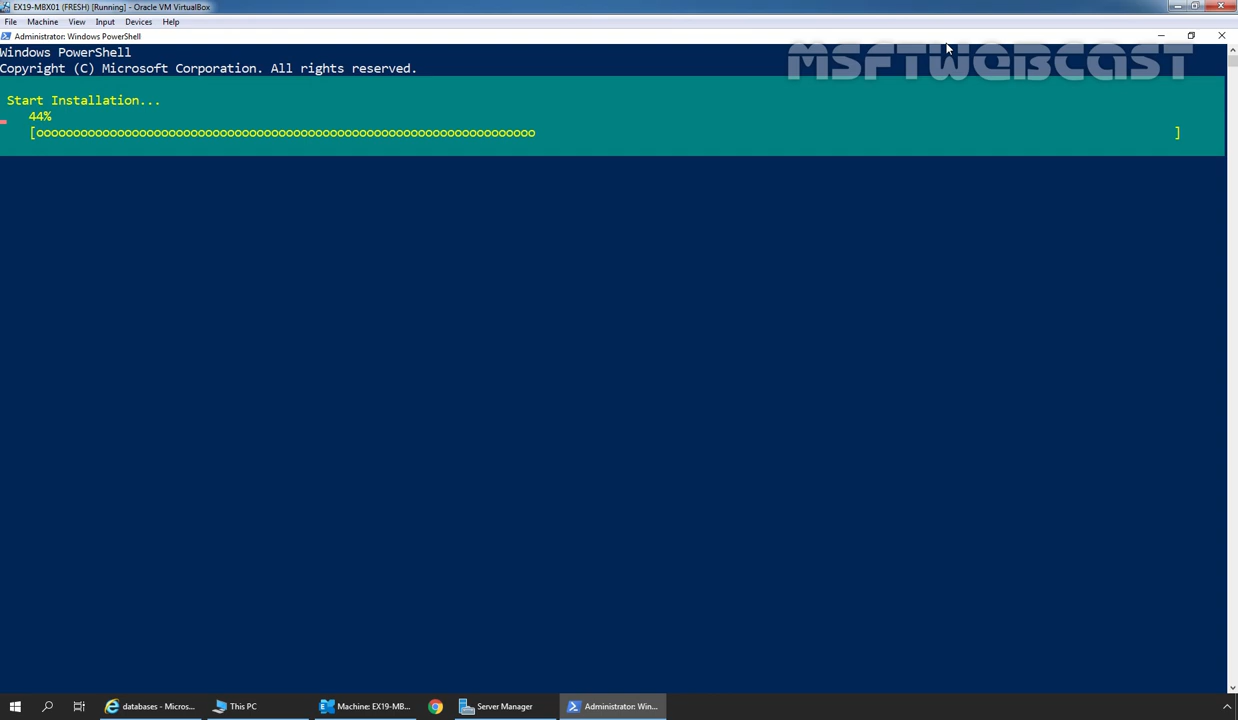 EX19-MBX01 (FRESH) [Running] - Oracle VM VirtualBox
File Machine View Input Devices Help
Administrator: Windows PowerShell
Windows PowerShell
Copyright (C) Microsoft Corporation. All rights reserved.
MSFTWEBCAST
Start Installation...
44%
[oooooooooooooooooooooooooooooooooooooooooooooooooooooooooooooooooooo ]
databases - Micros... This PC Machine: EX19-MB... Server Manager Administrator: Win...